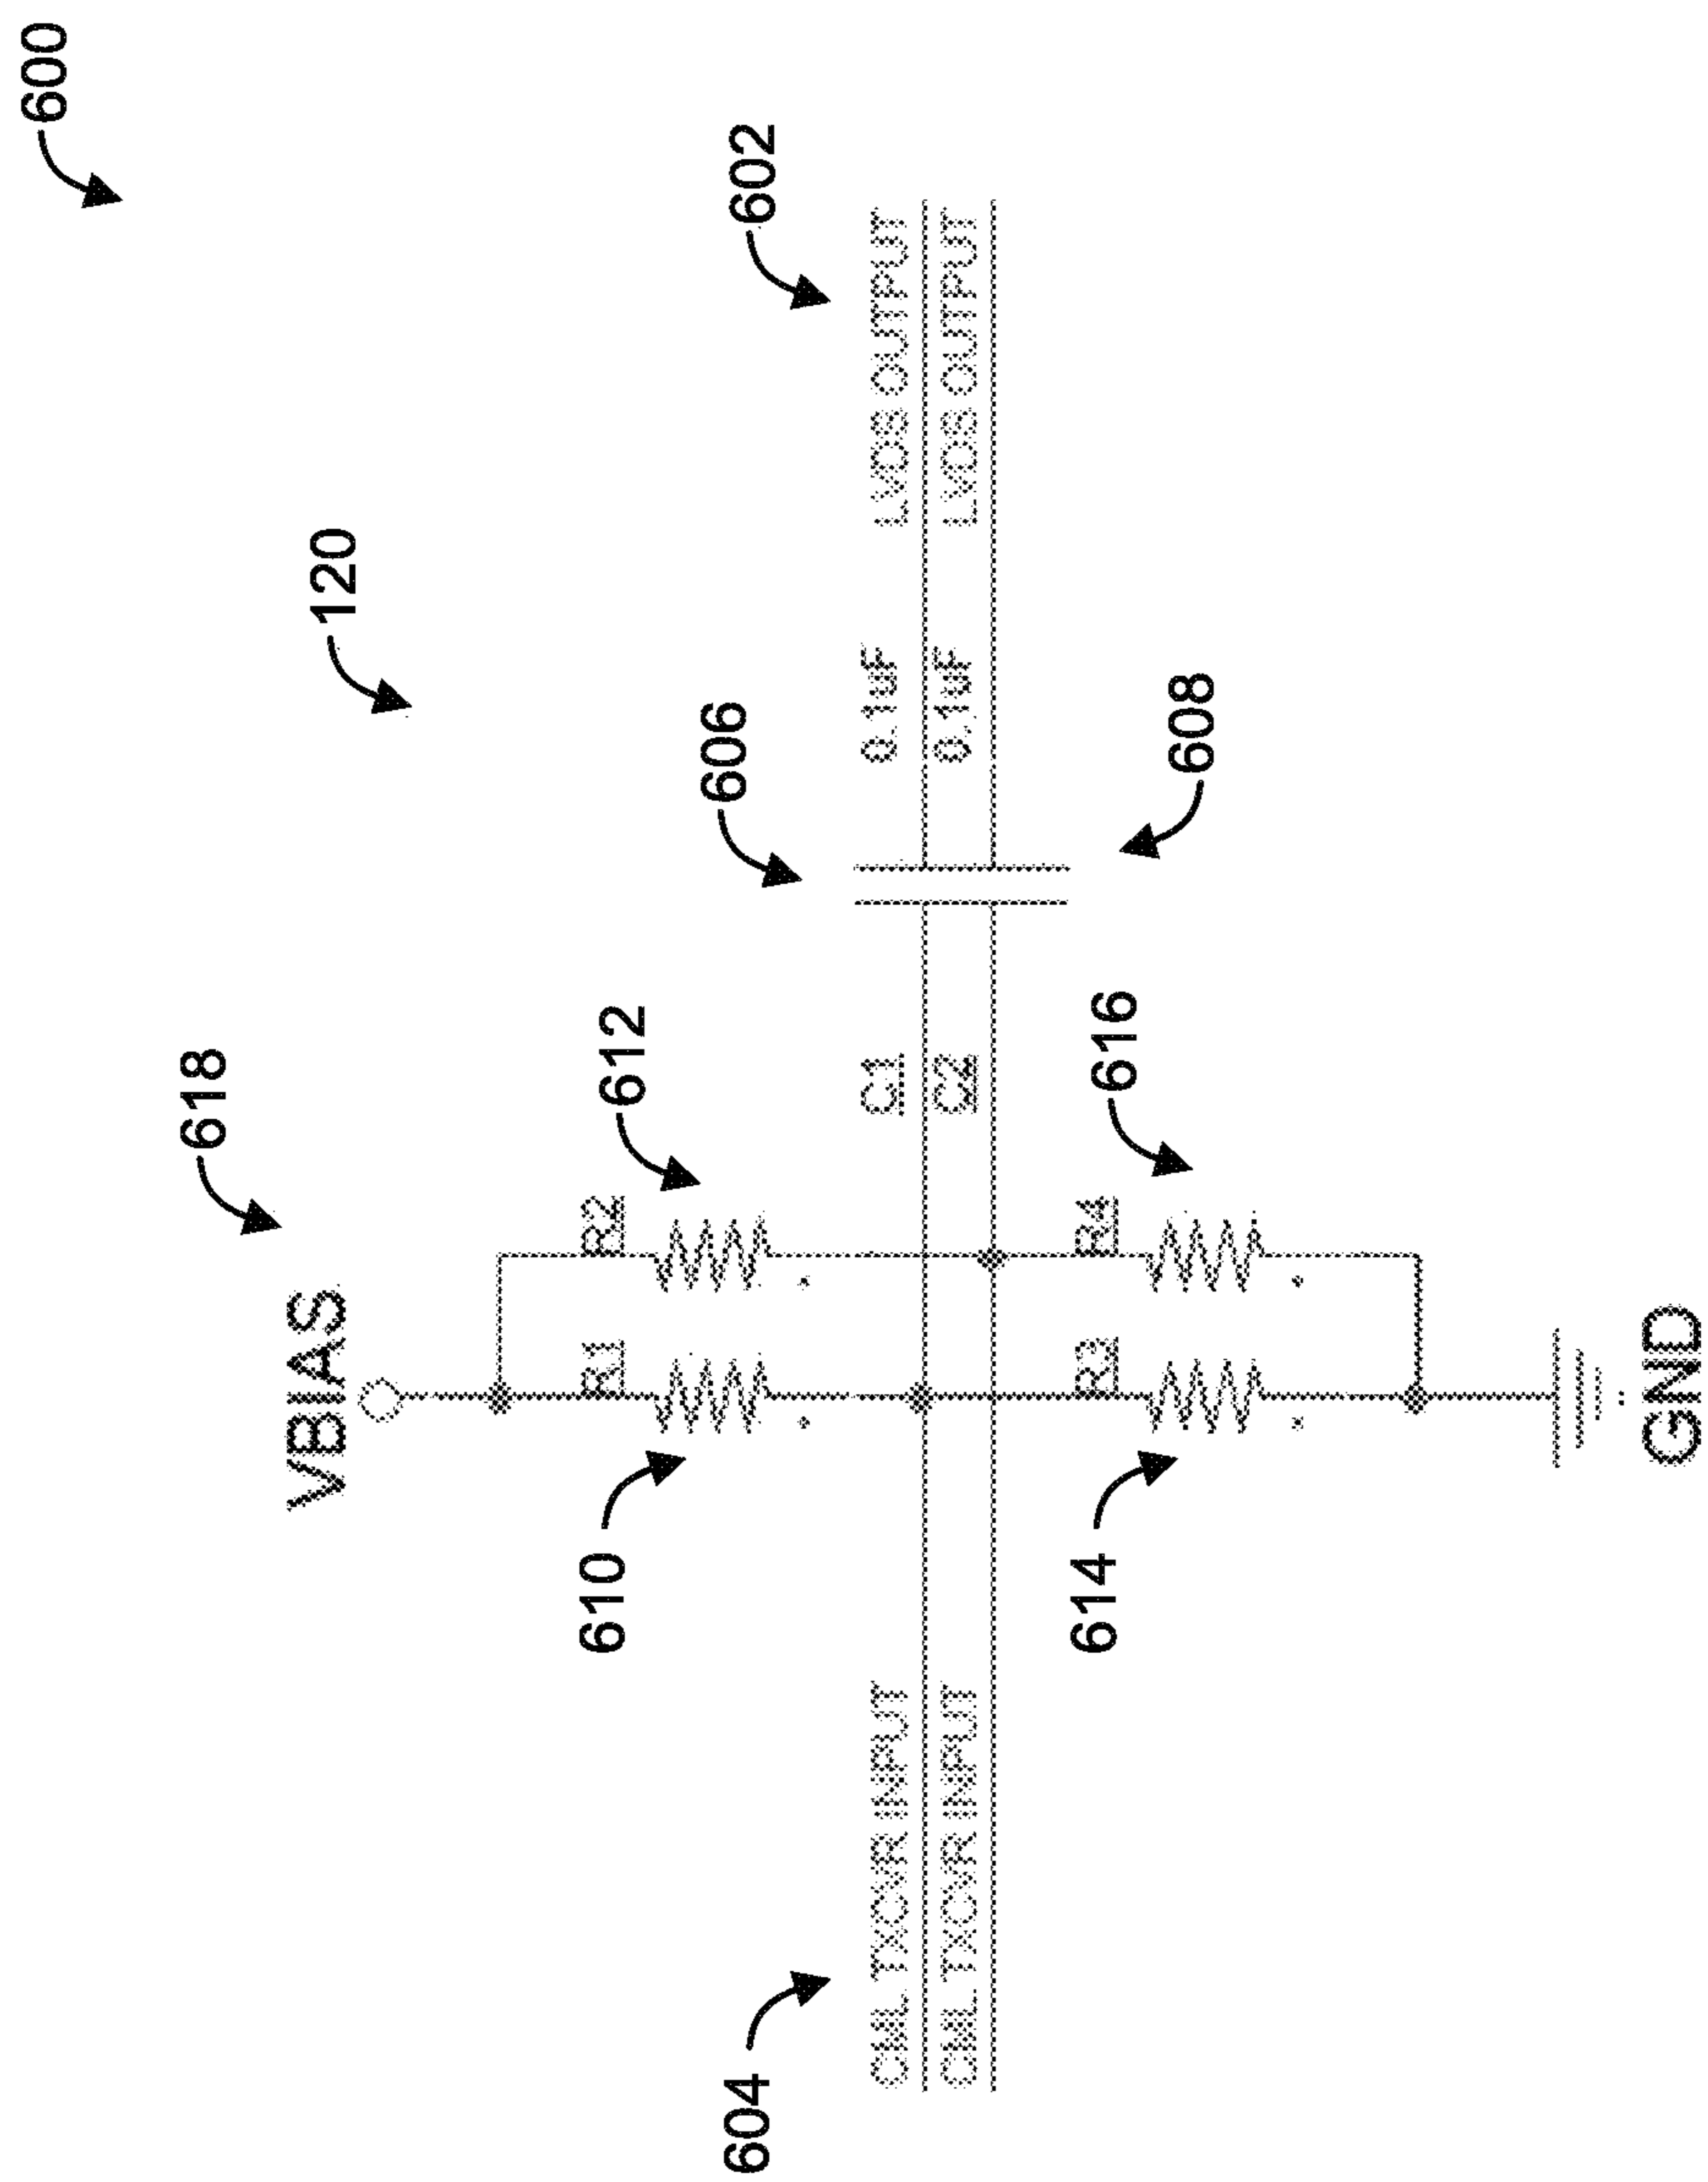 600
120
618
VBIAS
602
606
612
610
R1
R2
C1
0.1uF
LVDS OUTPUT
C2
0.1uF
LVDS OUTPUT
604
CML TXCVR INPUT
CML TXCVR INPUT
608
616
614
R3
R4
GND